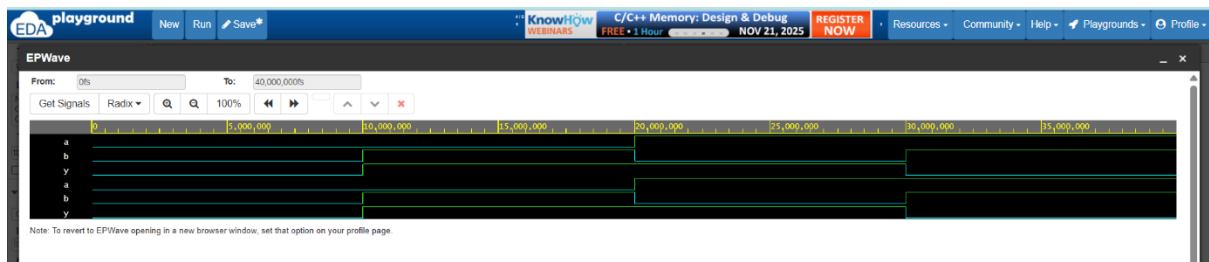 EDA playground New Run Save* KnowHow WEBINARS C/C++ Memory: Design & Debug FREE • 1 Hour NOV 21, 2025 REGISTER NOW Resources Community Help Playgrounds Profile
EPWave
From: 0fs To: 40,000,000fs
Get Signals Radix 100%
0 5,000,000 10,000,000 15,000,000 20,000,000 25,000,000 30,000,000 35,000,000
a
b
y
a
b
y
Note: To revert to EPWave opening in a new browser window, set that option on your profile page.